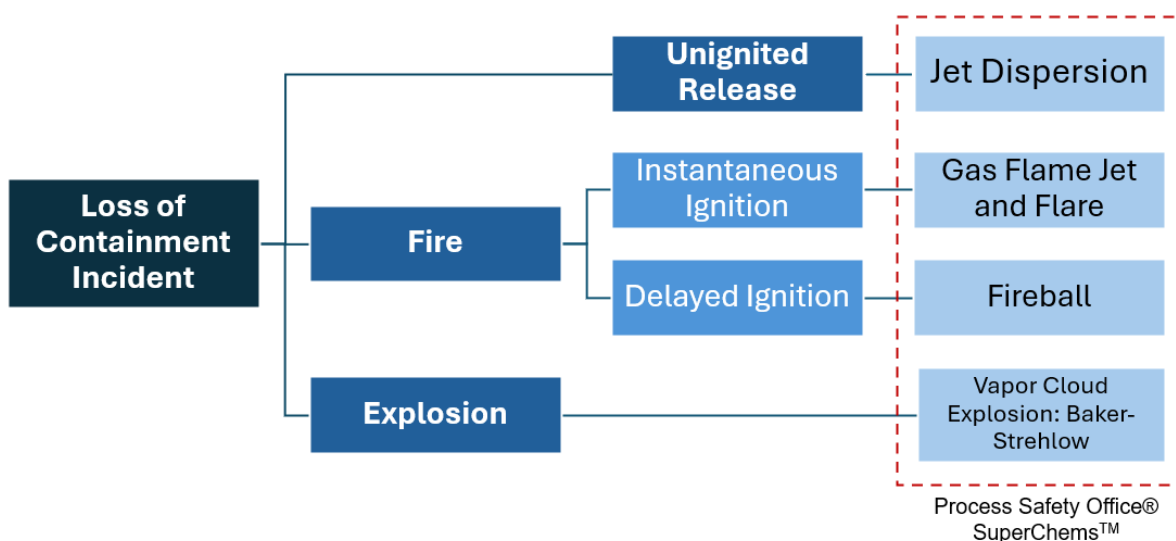 Unignited
Release
Jet Dispersion
Loss of
Containment
Incident
Fire
Instantaneous
Ignition
Gas Flame Jet
and Flare
Delayed Ignition
Fireball
Explosion
Vapor Cloud
Explosion: Baker-
Strehlow
Process Safety Office®
SuperChems™